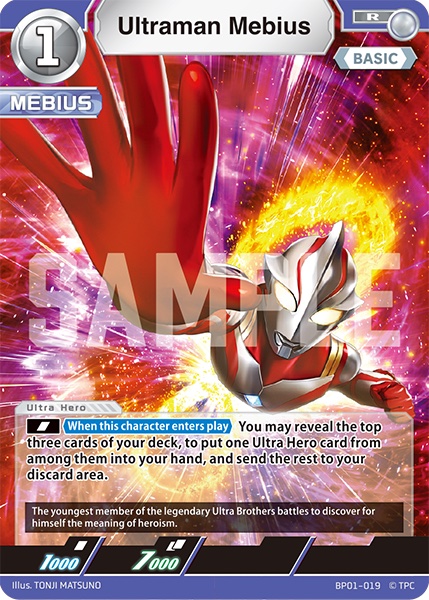 1
Ultraman Mebius
R
BASIC
MEBIUS
SAMPLE
Ultra Hero
When this character enters play You may reveal the top
three cards of your deck, to put one Ultra Hero card from
among them into your hand, and send the rest to your
discard area.
The youngest member of the legendary Ultra Brothers battles to discover for
himself the meaning of heroism.
1000 7000
Illus. TONJI MATSUNO BP01-019 © TPC